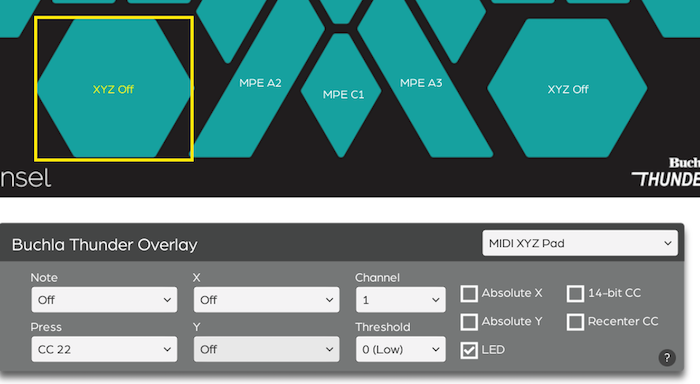 XYZ Off
MPE A2
MPE C1
MPE A3
XYZ Off
nsel
Buch
THUNDE
Buchla Thunder Overlay
MIDI XYZ Pad
Note
X
Channel
Off
Off
1
Absolute X
14-bit CC
Press
Y
Threshold
Absolute Y
Recenter CC
CC 22
Off
0 (Low)
LED
?